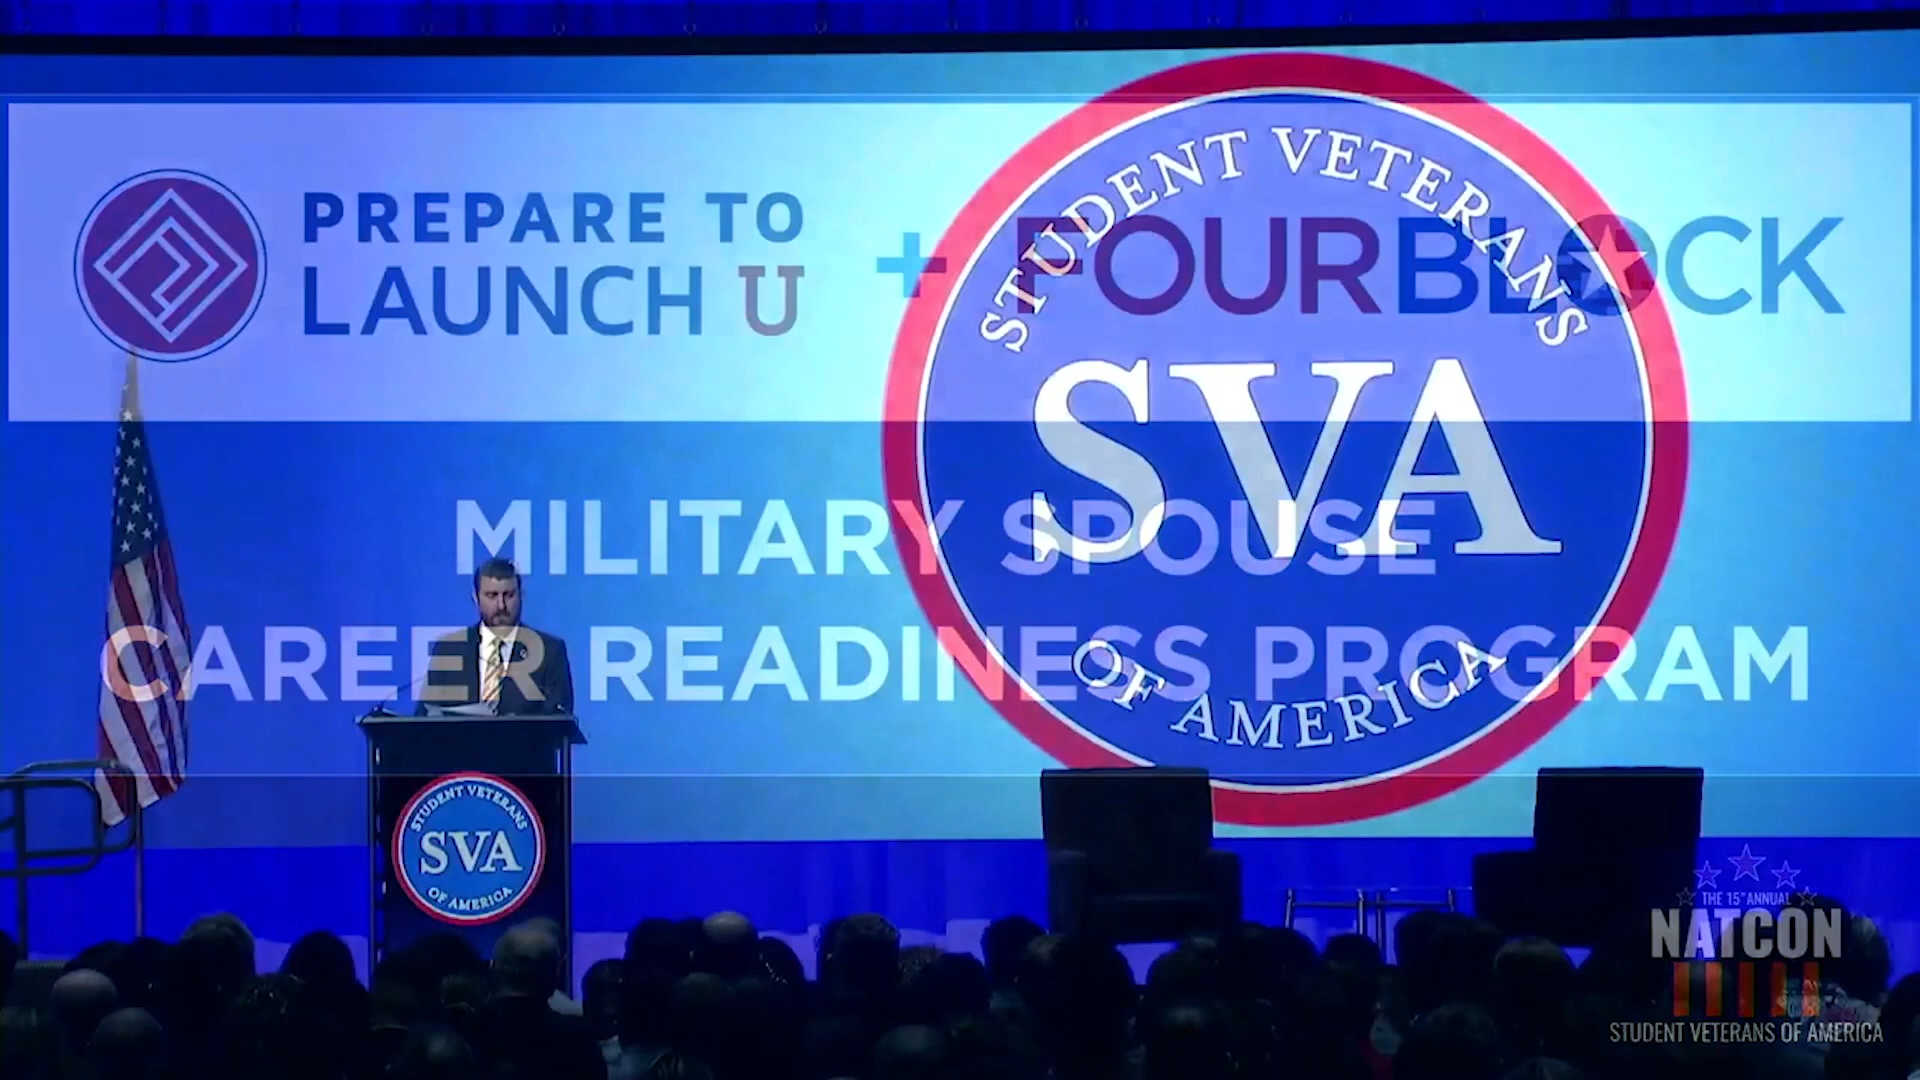 PREPARE TO
LAUNCH U
+
FOURBLOCK
STUDENT VETERANS
SVA
OF AMERICA
MILITARY SPOUSE
CAREER READINESS PROGRAM
STUDENT VETERANS
SVA
OF AMERICA
THE 15TH ANNUAL
NATCON
STUDENT VETERANS OF AMERICA